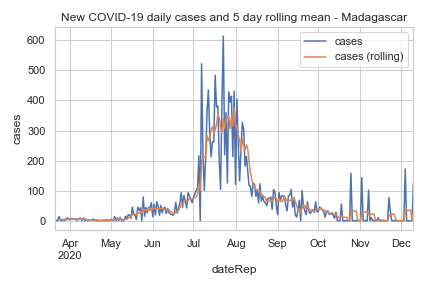 New COVID-19 daily cases and 5 day rolling mean - Madagascar
cases
cases (rolling)
cases
600
500
400
300
200
100
0
Apr May Jun Jul Aug Sep Oct Nov Dec
2020
dateRep